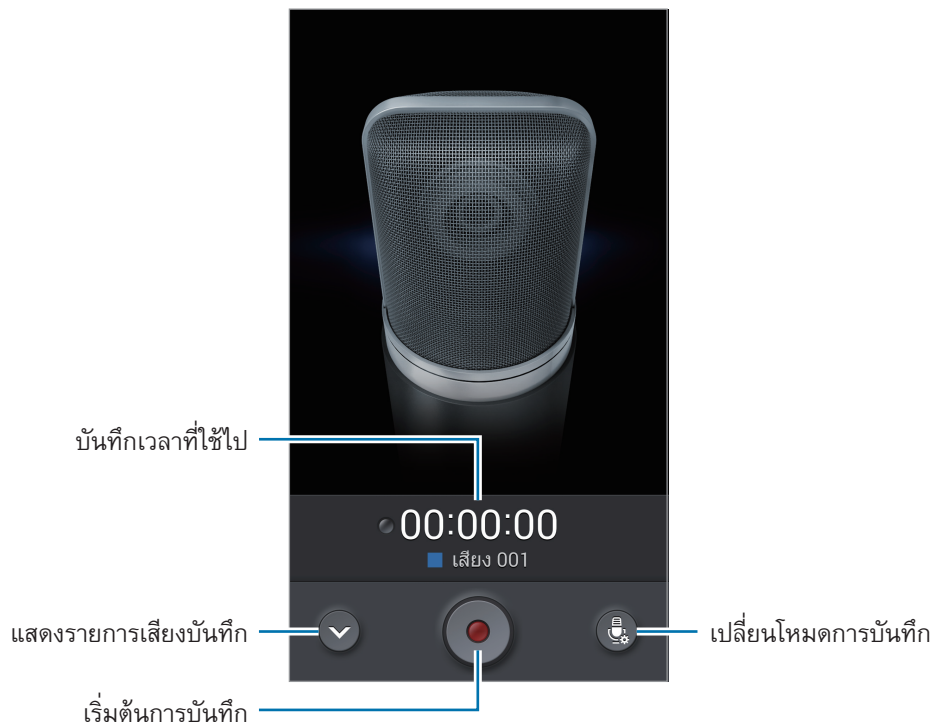 บันทึกเวลาที่ใช้ไป
00:00:00
เสียง 001
แสดงรายการเสียงบันทึก
เปลี่ยนโหมดการบันทึก
เริ่มต้นการบันทึก